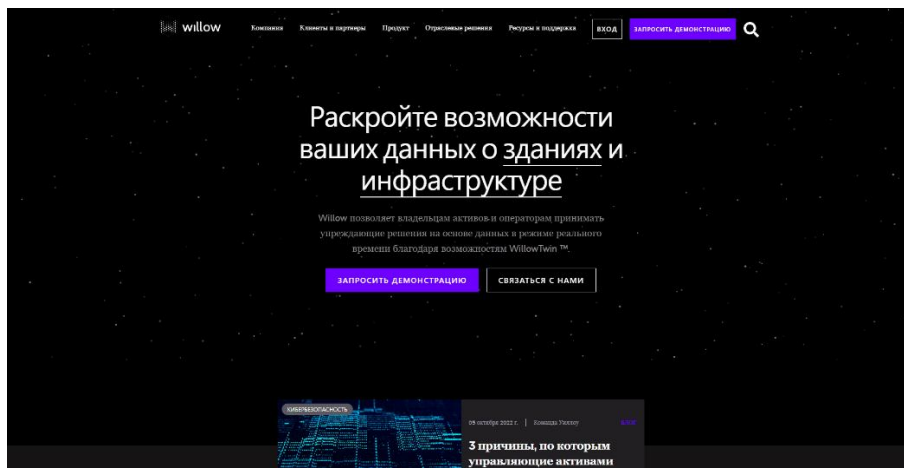 willow
Компания Клиенты и партнеры Продукт Отраслевые решения Ресурсы и поддержка ВХОД ЗАПРОСИТЬ ДЕМОНСТРАЦИЮ
Раскройте возможности
ваших данных о зданиях и
инфраструктуре
Willow позволяет владельцам активов и операторам принимать
упреждающие решения на основе данных в режиме реального
времени благодаря возможностям WillowTwin ™.
ЗАПРОСИТЬ ДЕМОНСТРАЦИЮ СВЯЗАТЬСЯ С НАМИ
КИБЕРБЕЗОПАСНОСТЬ
09 октября 2022 г. | Команда Уиллоу БЛОГ
3 причины, по которым
управляющие активами